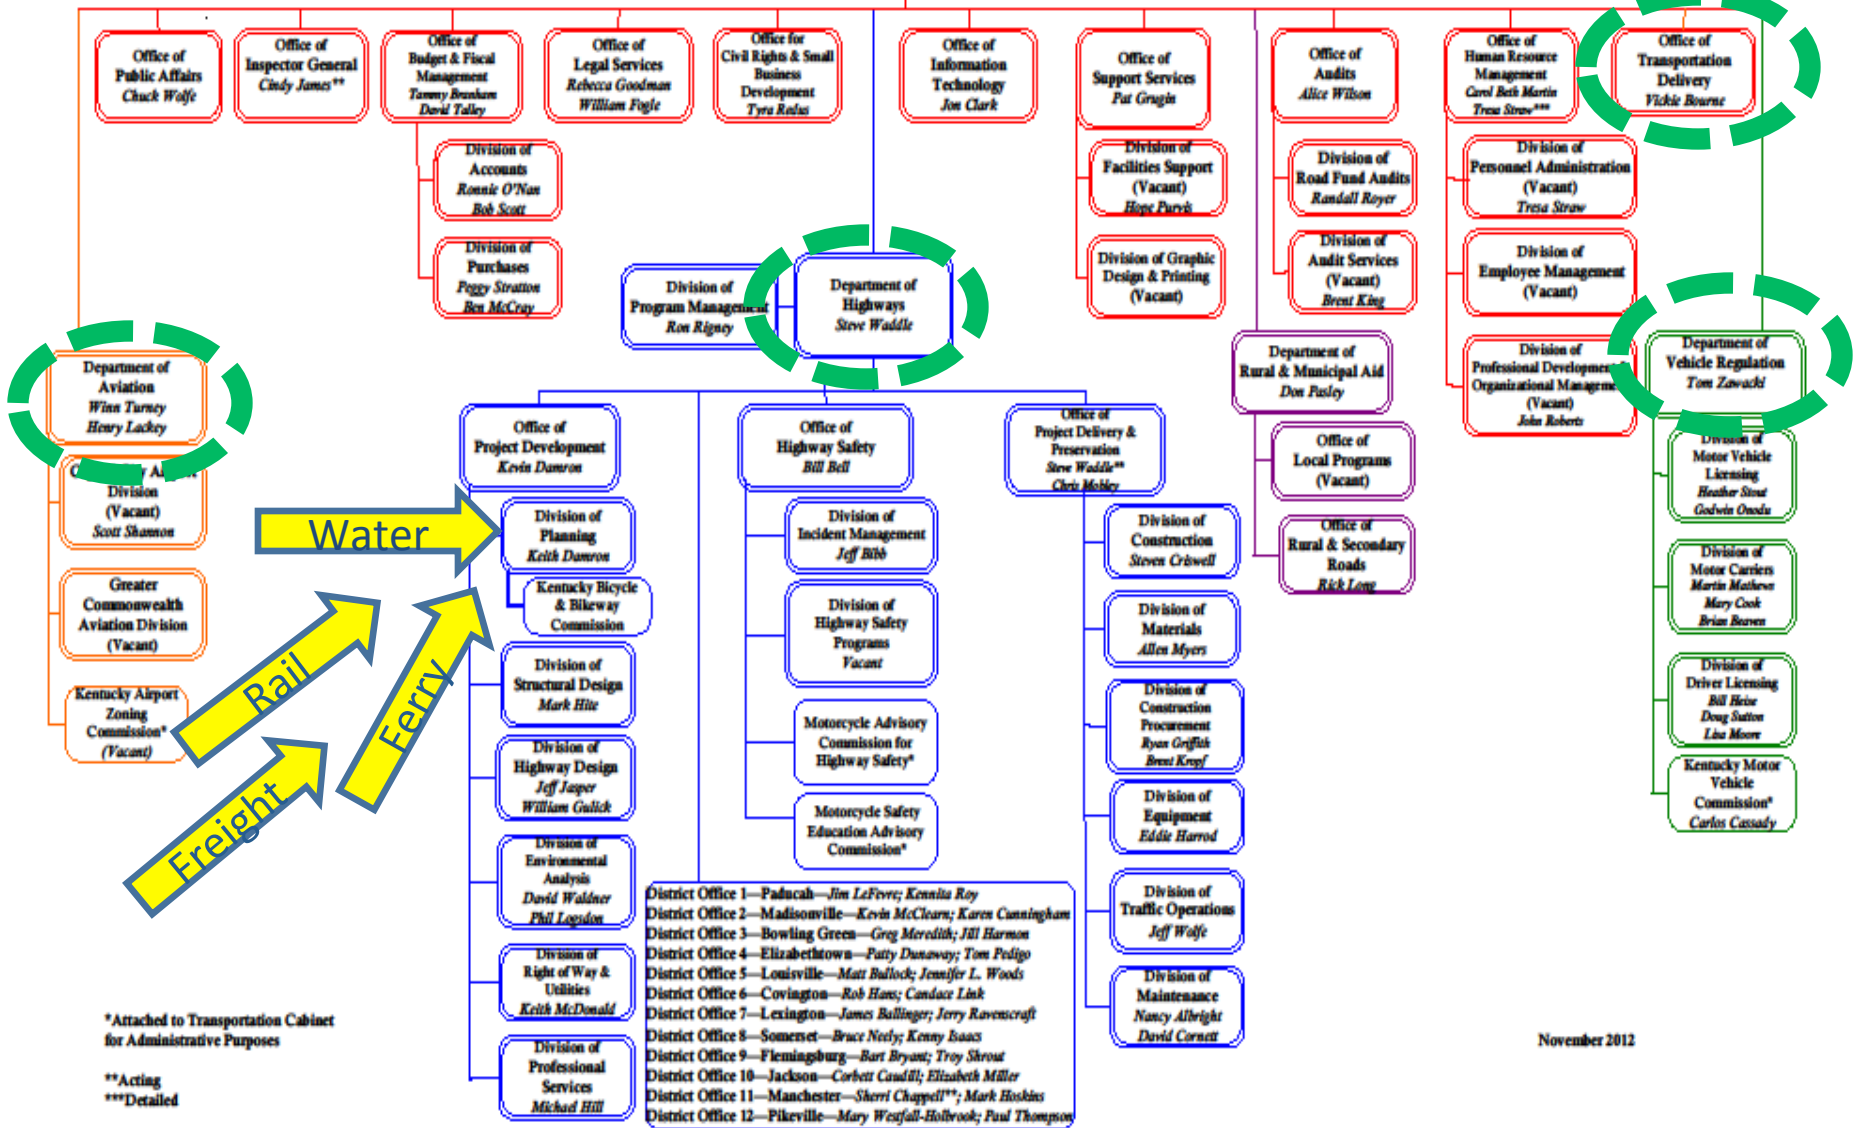 Office of
Public Affairs
Chuck Wolfe
Office of
Inspector General
Cindy James**
Office of
Budget & Fiscal
Management
Tammy Branham
David Talley
Office of
Legal Services
Rebecca Goodman
William Fogle
Office for
Civil Rights & Small
Business
Development
Tyra Redus
Office of
Information
Technology
Jon Clark
Office of
Support Services
Pat Grugin
Office of
Audits
Alice Wilson
Office of
Human Resource
Management
Carol Beth Martin
Tresa Straw***
Office of
Transportation
Delivery
Vickie Bourne
Division of
Accounts
Ronnie O'Nan
Bob Scott
Division of
Purchases
Peggy Stratton
Ben McCray
Division of
Facilities Support
(Vacant)
Hope Purvis
Division of Graphic
Design & Printing
(Vacant)
Division of
Road Fund Audits
Randall Royer
Division of
Audit Services
(Vacant)
Brent King
Division of
Personnel Administration
(Vacant)
Tresa Straw
Division of
Employee Management
(Vacant)
Division of
Professional Development
Organizational
(Vacant)
John Roberts
Division of
Program Management
Ron Rigney
Department of
Highways
Steve Waddle
Department of
Aviation
Winn Turney
Henry Lackey
Division
(Vacant)
Scott Shannon
Greater
Commonwealth
Aviation Division
(Vacant)
Kentucky Airport
Zoning
Commission*
(Vacant)
Department of
Rural & Municipal Aid
Don Pasley
Office of
Local Programs
(Vacant)
Office of
Rural & Secondary
Roads
Rick Long
Department of
Vehicle Regulation
Tom Zawacki
Division of
Motor Vehicle
Licensing
Heather Stout
Godwin Onodu
Division of
Motor Carriers
Martin Mathews
Mary Cook
Brian Beaven
Division of
Driver Licensing
Bill Heise
Doug Sutton
Lisa Moore
Kentucky Motor
Vehicle
Commission*
Carlos Cassady
Office of
Project Development
Kevin Damron
Division of
Planning
Keith Damron
Kentucky Bicycle
& Bikeway
Commission
Division of
Structural Design
Mark Hite
Division of
Highway Design
Jeff Jasper
William Gulick
Division of
Environmental
Analysis
David Waldner
Phil Logsdon
Division of
Right of Way &
Utilities
Keith McDonald
Division of
Professional
Services
Michael Hill
Office of
Highway Safety
Bill Bell
Division of
Incident Management
Jeff Bibb
Division of
Highway Safety
Programs
Vacant
Motorcycle Advisory
Commission for
Highway Safety*
Motorcycle Safety
Education Advisory
Commission*
Office of
Project Delivery &
Preservation
Steve Waddle**
Chris Mobley
Division of
Construction
Steven Criswell
Division of
Materials
Allen Myers
Division of
Construction
Procurement
Ryan Griffith
Brent Kropf
Division of
Equipment
Eddie Harrod
Division of
Traffic Operations
Jeff Wolfe
Division of
Maintenance
Nancy Albright
David Cornett
District Office 1—Paducah—Jim LeFevre; Kennita Roy
District Office 2—Madisonville—Kevin McClearn; Karen Cunningham
District Office 3—Bowling Green—Greg Meredith; Jill Harmon
District Office 4—Elizabethtown—Patty Dunaway; Tom Pedigo
District Office 5—Louisville—Matt Bullock; Jennifer L. Woods
District Office 6—Covington—Rob Hans; Candace Link
District Office 7—Lexington—James Ballinger; Jerry Ravenscraft
District Office 8—Somerset—Bruce Neely; Kenny Isaacs
District Office 9—Flemingsburg—Bart Bryant; Troy Shrout
District Office 10—Jackson—Corbett Caudill; Elizabeth Miller
District Office 11—Manchester—Sherri Chappell**; Mark Hoskins
District Office 12—Pikeville—Mary Westfall-Holbrook; Paul Thompson
Water
Rail
Ferry
Freight
*Attached to Transportation Cabinet
for Administrative Purposes
**Acting
***Detailed
November 2012